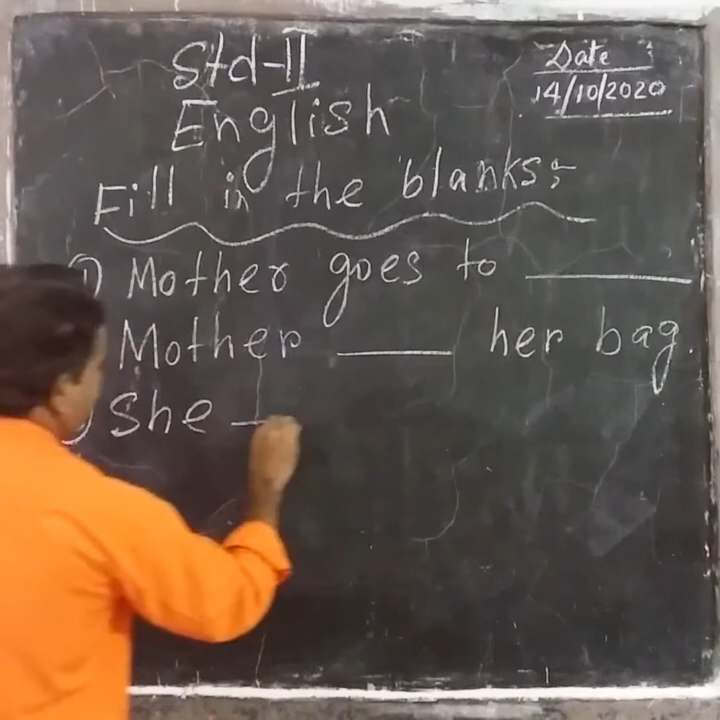 Std-II
Date
14/10/2020
English
Fill in the blanks:-
1) Mother goes to ______
Mother ______ her bag.
) She —